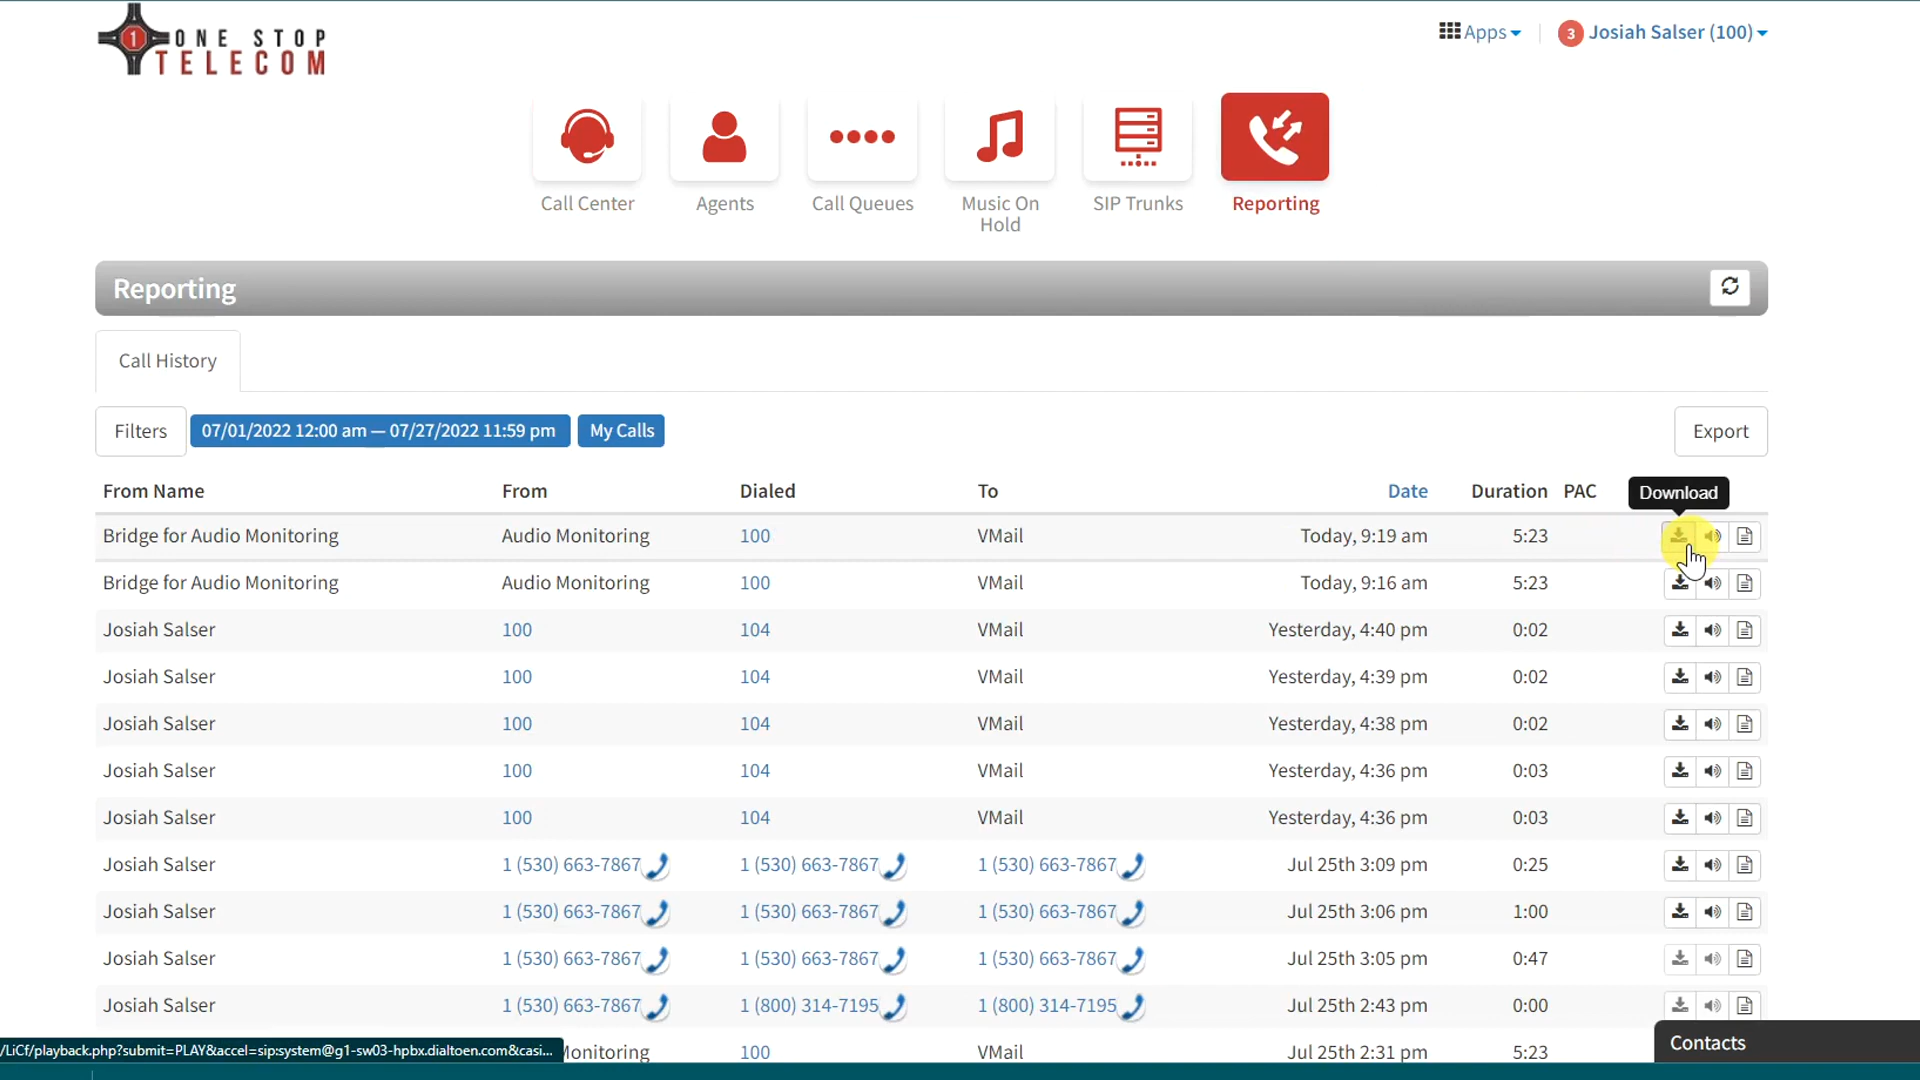 1 ONE STOP
TELECOM
Apps
3 Josiah Salser (100)
Call Center
Agents
Call Queues
Music On
Hold
SIP Trunks
Reporting
Reporting
Call History
Filters
07/01/2022 12:00 am — 07/27/2022 11:59 pm
My Calls
Export
From Name From Dialed To Date Duration PAC
Download
Bridge for Audio Monitoring Audio Monitoring 100 VMail Today, 9:19 am 5:23
Bridge for Audio Monitoring Audio Monitoring 100 VMail Today, 9:16 am 5:23
Josiah Salser 100 104 VMail Yesterday, 4:40 pm 0:02
Josiah Salser 100 104 VMail Yesterday, 4:39 pm 0:02
Josiah Salser 100 104 VMail Yesterday, 4:38 pm 0:02
Josiah Salser 100 104 VMail Yesterday, 4:36 pm 0:03
Josiah Salser 100 104 VMail Yesterday, 4:36 pm 0:03
Josiah Salser 1 (530) 663-7867 1 (530) 663-7867 1 (530) 663-7867 Jul 25th 3:09 pm 0:25
Josiah Salser 1 (530) 663-7867 1 (530) 663-7867 1 (530) 663-7867 Jul 25th 3:06 pm 1:00
Josiah Salser 1 (530) 663-7867 1 (530) 663-7867 1 (530) 663-7867 Jul 25th 3:05 pm 0:47
Josiah Salser 1 (530) 663-7867 1 (800) 314-7195 1 (800) 314-7195 Jul 25th 2:43 pm 0:00
/LiCf/playback.php?submit=PLAY&accel=sip:system@g1-sw03-hpbx.dialtoen.com&casi...
Monitoring 100 VMail Jul 25th 2:31 pm 5:23
Contacts